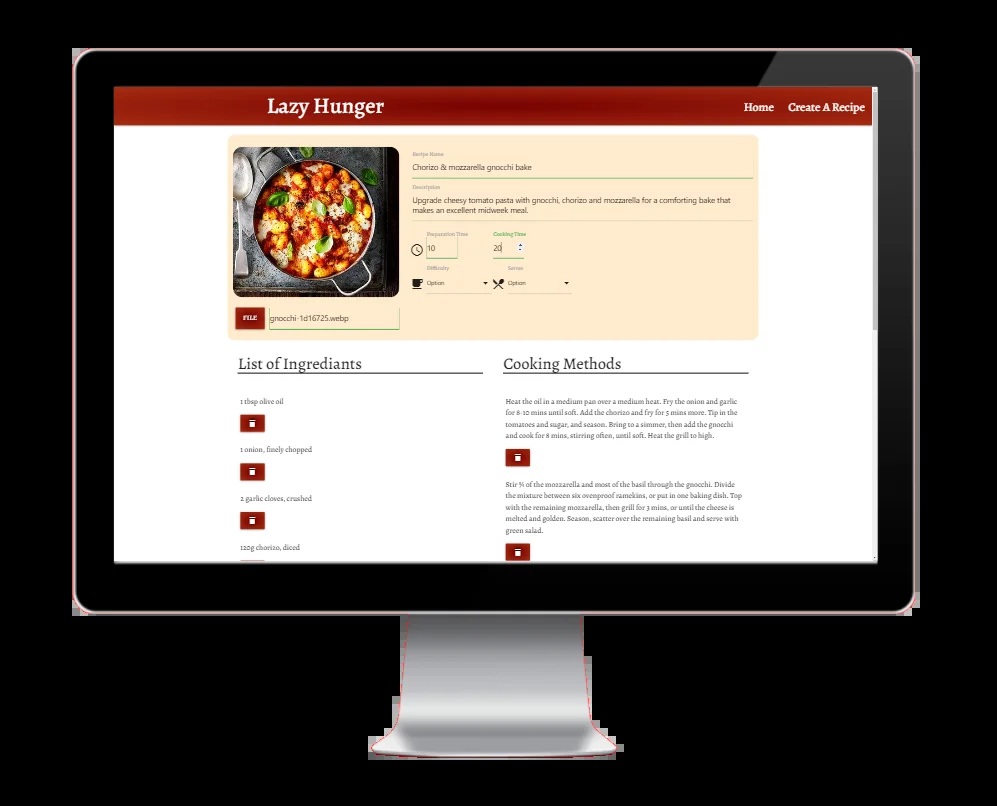 Lazy Hunger
Home
Create A Recipe
Recipe Name
Chorizo & mozzarella gnocchi bake
Description
Upgrade cheesy tomato pasta with gnocchi, chorizo and mozzarella for a comforting bake that
makes an excellent midweek meal.
Preparation Time
Cooking Time
10
20
Difficulty
Serve
Option
Option
FILE
gnocchi-1d16725.webp
List of Ingrediants
1 tbsp olive oil
1 onion, finely chopped
2 garlic cloves, crushed
120g chorizo, diced
Cooking Methods
Heat the oil in a medium pan over a medium heat. Fry the onion and garlic
for 8-10 mins until soft. Add the chorizo and fry for 5 mins more. Tip in the
tomatoes and sugar, and season. Bring to a simmer, then add the gnocchi
and cook for 8 mins, stirring often, until soft. Heat the grill to high.
Stir ¾ of the mozzarella and most of the basil through the gnocchi. Divide
the mixture between six ovenproof ramekins, or put in one baking dish. Top
with the remaining mozzarella, then grill for 3 mins, or until the cheese is
melted and golden. Season, scatter over the remaining basil and serve with
green salad.